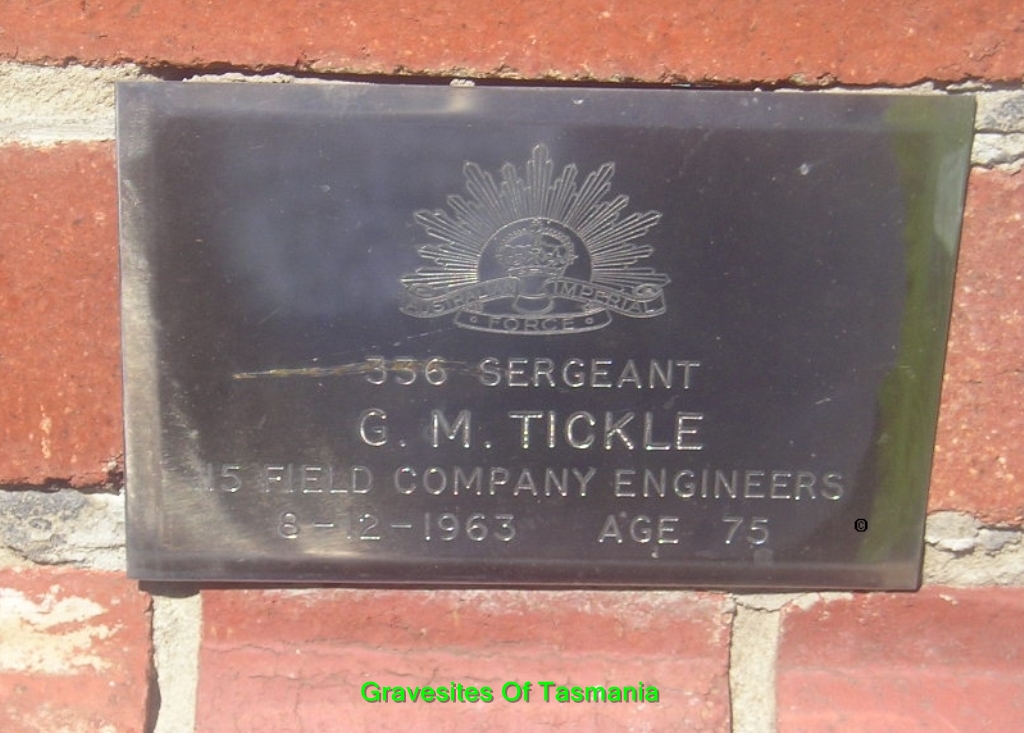 AUSTRALIAN IMPERIAL
• FORCE •
336 SERGEANT
G. M. TICKLE
15 FIELD COMPANY ENGINEERS
8-12-1963 AGE 75
©
Gravesites Of Tasmania